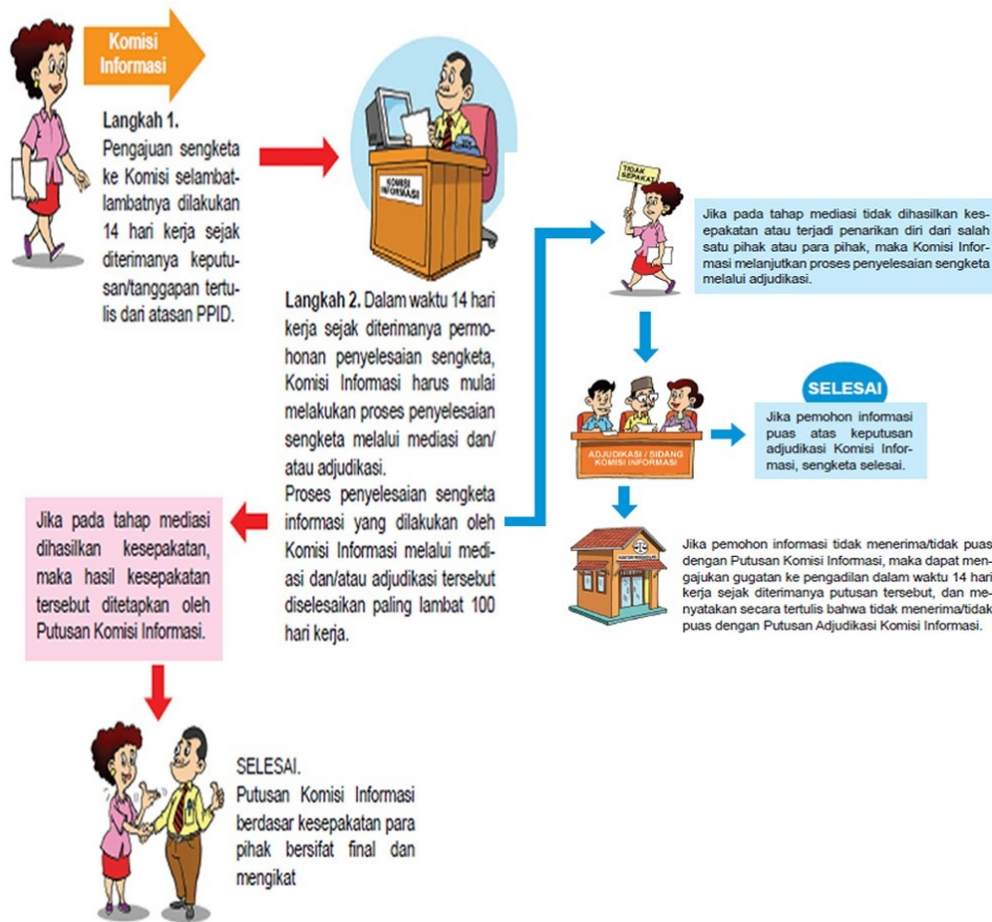 Komisi
Informasi
Langkah 1.
Pengajuan sengketa
ke Komisi selambat-
lambatnya dilakukan
14 hari kerja sejak
diterimanya keputu-
san/tanggapan tertu-
lis dari atasan PPID.
KOMISI
INFORMASI
Langkah 2. Dalam waktu 14 hari
kerja sejak diterimanya permo-
honan penyelesaian sengketa,
Komisi Informasi harus mulai
melakukan proses penyelesaian
sengketa melalui mediasi dan/
atau adjudikasi.
Proses penyelesaian sengketa
informasi yang dilakukan oleh
Komisi Informasi melalui medi-
asi dan/atau adjudikasi tersebut
diselesaikan paling lambat 100
hari kerja.
Jika pada tahap mediasi
dihasilkan kesepakatan,
maka hasil kesepakatan
tersebut ditetapkan oleh
Putusan Komisi Informasi.
SELESAI.
Putusan Komisi Informasi
berdasar kesepakatan para
pihak bersifat final dan
mengikat
TIDAK
SEPAKAT
Jika pada tahap mediasi tidak dihasilkan kes-
epakatan atau terjadi penarikan diri dari salah
satu pihak atau para pihak, maka Komisi Infor-
masi melanjutkan proses penyelesaian sengketa
melalui adjudikasi.
ADJUDIKASI / SIDANG
KOMISI INFORMASI
SELESAI
Jika pemohon informasi
puas atas keputusan
adjudikasi Komisi Infor-
masi, sengketa selesai.
Jika pemohon informasi tidak menerima/tidak puas
dengan Putusan Komisi Informasi, maka dapat men-
gajukan gugatan ke pengadilan dalam waktu 14 hari
kerja sejak diterimanya putusan tersebut, dan me-
nyatakan secara tertulis bahwa tidak menerima/tidak
puas dengan Putusan Adjudikasi Komisi Informasi.